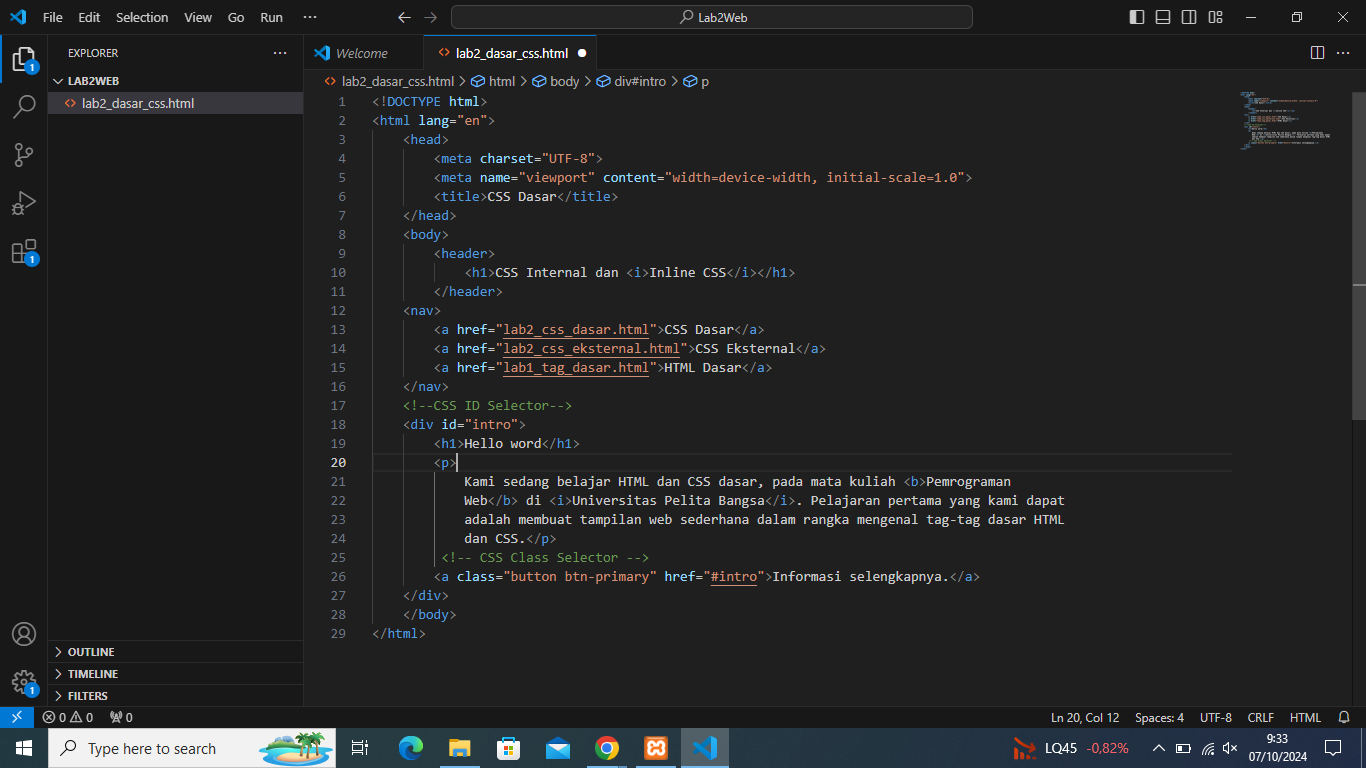 File Edit Selection View Go Run ··· Lab2Web
EXPLORER ···
LAB2WEB
lab2_dasar_css.html
OUTLINE
TIMELINE
FILTERS
1
1
1
Welcome lab2_dasar_css.html
lab2_dasar_css.html > html > body > div#intro > p
1 <!DOCTYPE html>
2 <html lang="en">
3 <head>
4 <meta charset="UTF-8">
5 <meta name="viewport" content="width=device-width, initial-scale=1.0">
6 <title>CSS Dasar</title>
7 </head>
8 <body>
9 <header>
10 <h1>CSS Internal dan <i>Inline CSS</i></h1>
11 </header>
12 <nav>
13 <a href="lab2_css_dasar.html">CSS Dasar</a>
14 <a href="lab2_css_eksternal.html">CSS Eksternal</a>
15 <a href="lab1_tag_dasar.html">HTML Dasar</a>
16 </nav>
17 <!--CSS ID Selector-->
18 <div id="intro">
19 <h1>Hello word</h1>
20 <p>
21 Kami sedang belajar HTML dan CSS dasar, pada mata kuliah <b>Pemrograman
22 Web</b> di <i>Universitas Pelita Bangsa</i>. Pelajaran pertama yang kami dapat
23 adalah membuat tampilan web sederhana dalam rangka mengenal tag-tag dasar HTML
24 dan CSS.</p>
25 <!-- CSS Class Selector -->
26 <a class="button btn-primary" href="#intro">Informasi selengkapnya.</a>
27 </div>
28 </body>
29 </html>
0 0 0 Ln 20, Col 12 Spaces: 4 UTF-8 CRLF HTML
Type here to search LQ45 -0,82% 9:33
07/10/2024